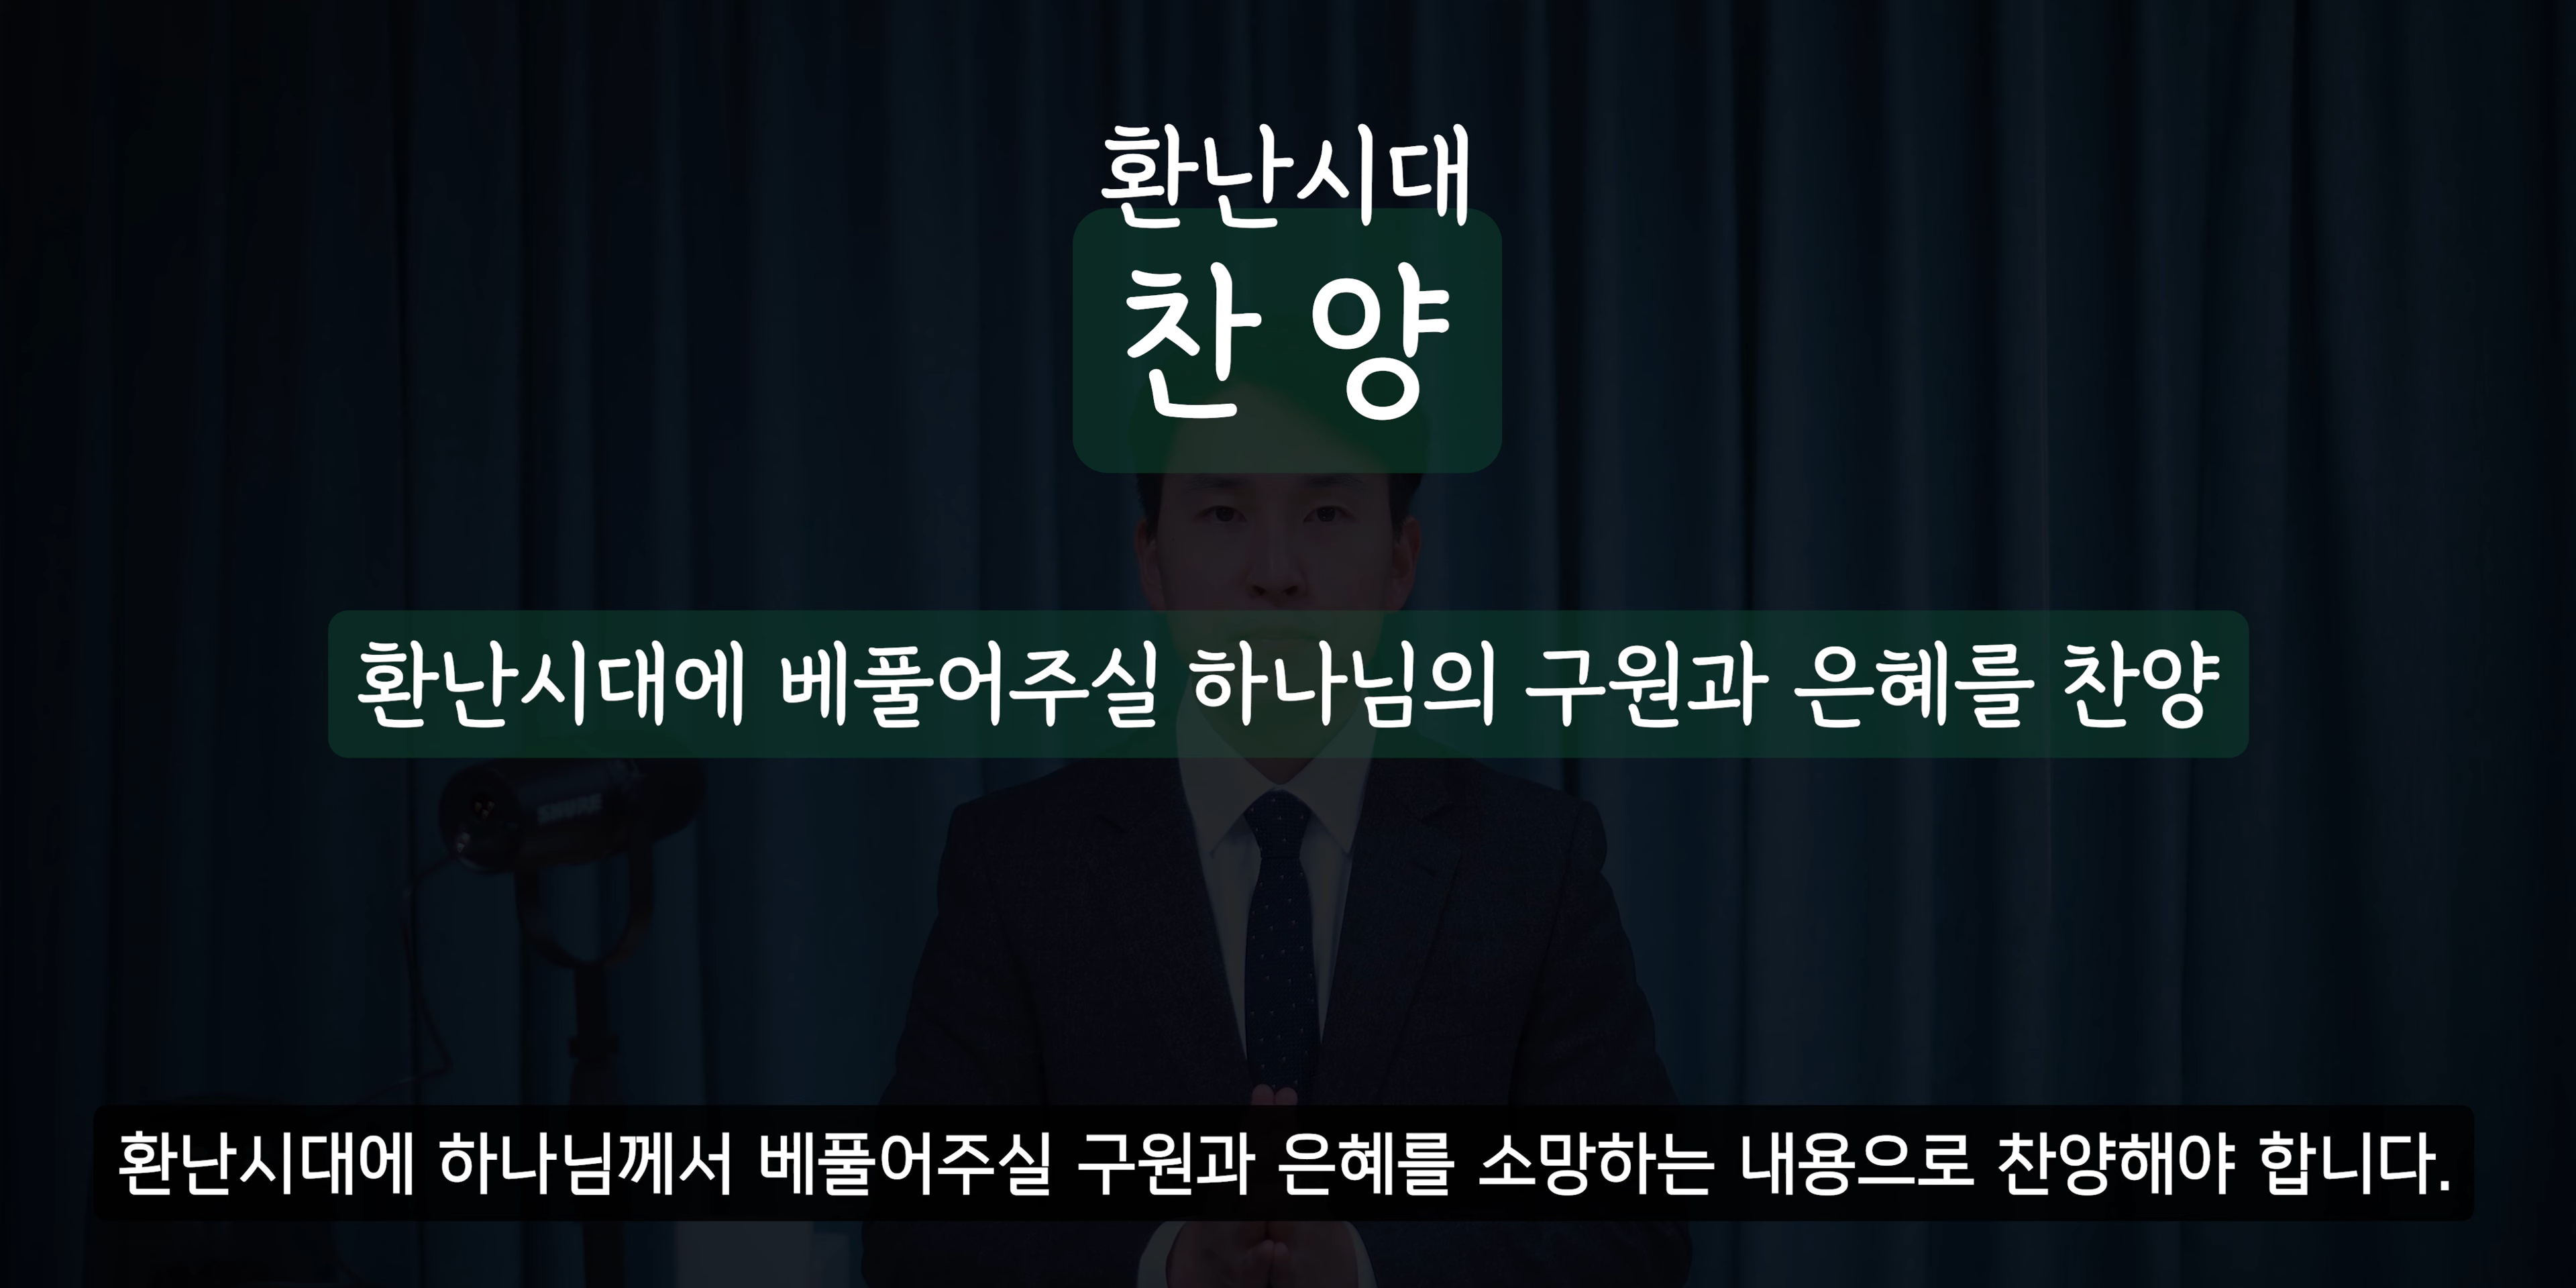 환난시대
찬양
환난시대에 베풀어주실 하나님의 구원과 은혜를 찬양
SHURE
환난시대에 하나님께서 베풀어주실 구원과 은혜를 소망하는 내용으로 찬양해야 합니다.